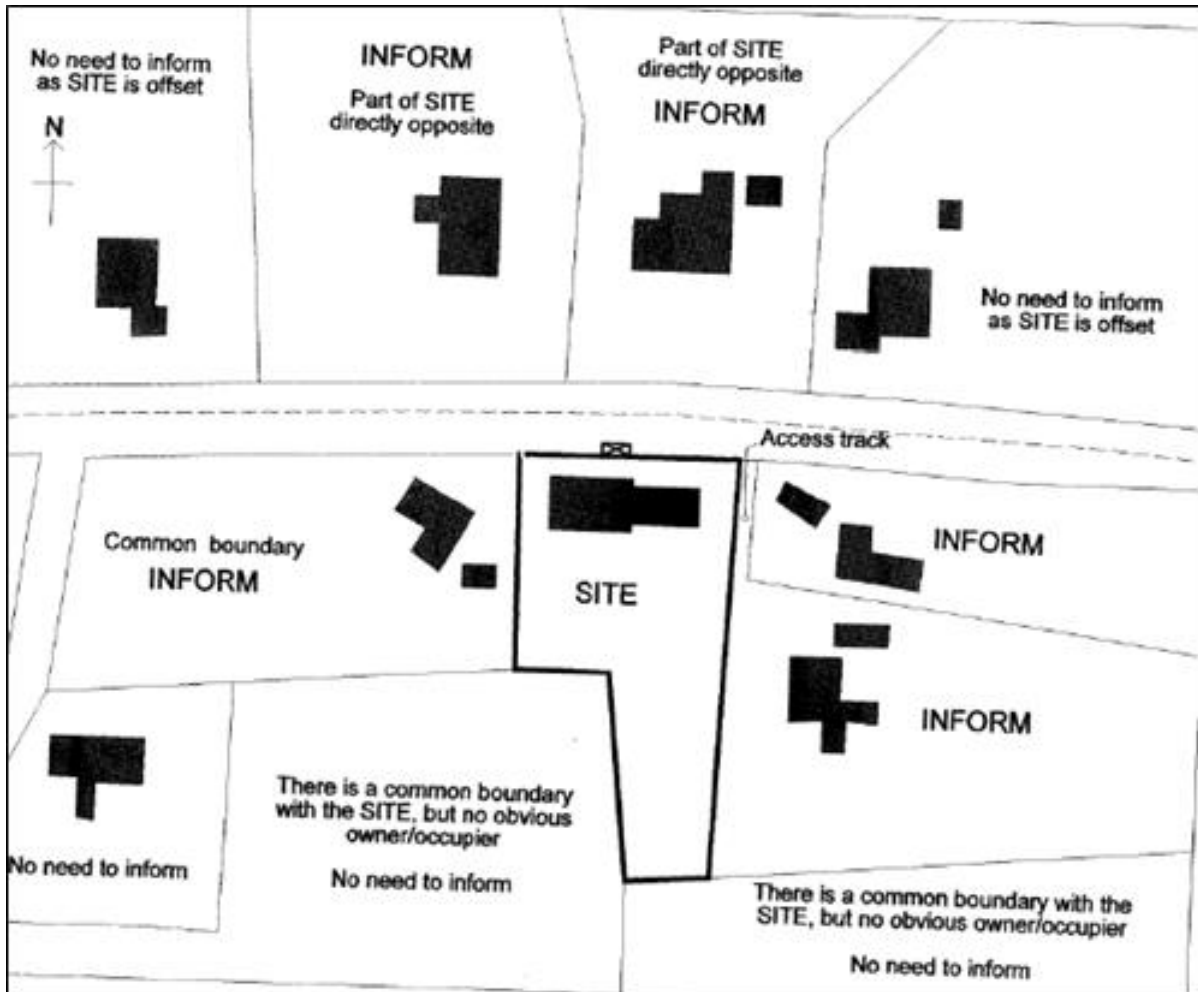 No need to inform
as SITE is offset
N
INFORM
Part of SITE
directly opposite
Part of SITE
directly opposite
INFORM
No need to inform
as SITE is offset
Access track
Common boundary
INFORM
SITE
INFORM
INFORM
No need to inform
There is a common boundary
with the SITE, but no obvious
owner/occupier
No need to inform
There is a common boundary with the
SITE, but no obvious owner/occupier
No need to inform